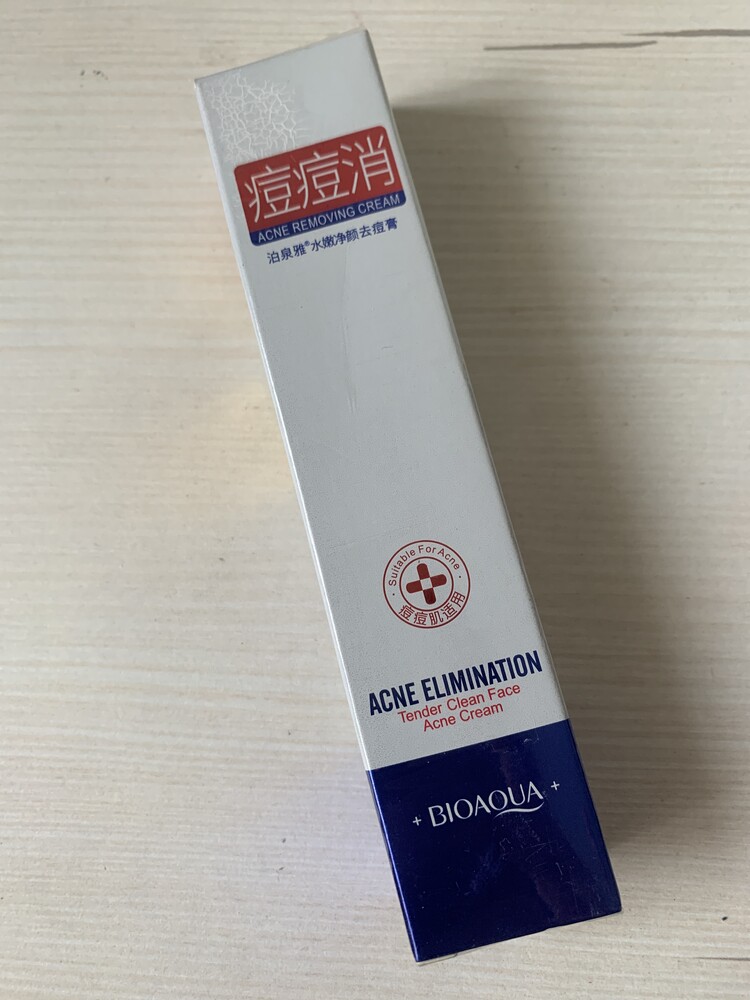 痘痘消
ACNE REMOVING CREAM
泊泉雅®水嫩净颜去痘膏
Suitable For Acne
痘痘肌适用
ACNE ELIMINATION
Tender Clean Face
Acne Cream
BIOAQUA